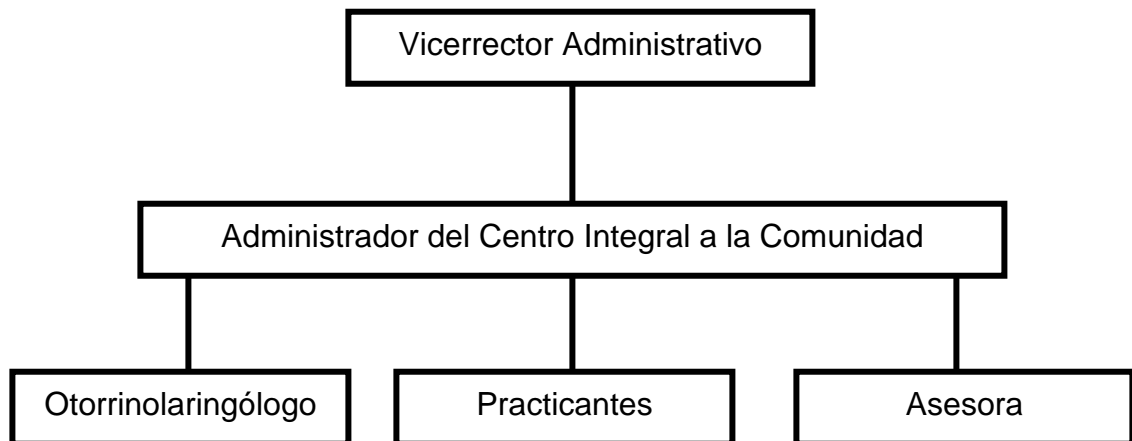 Vicerrector Administrativo
Administrador del Centro Integral a la Comunidad
Otorrinolaringólogo
Practicantes
Asesora